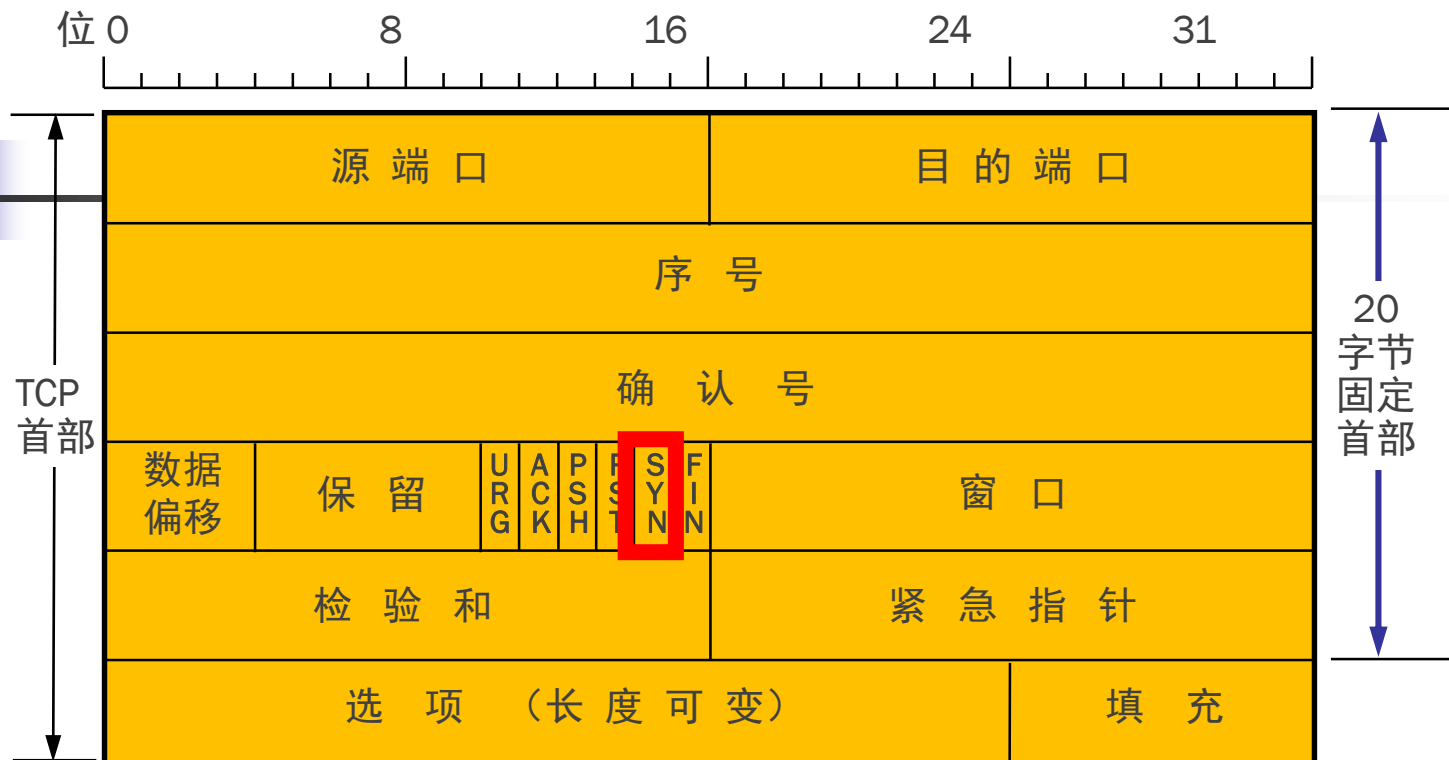 位 0 8 16 24 31
源 端 口 目 的 端 口
序 号
确 认 号
TCP
首部
20
字节
固定
首部
数据
偏移
保 留
URG
ACK
PSH
SYN
FIN
窗 口
检 验 和 紧 急 指 针
选 项 (长 度 可 变) 填 充